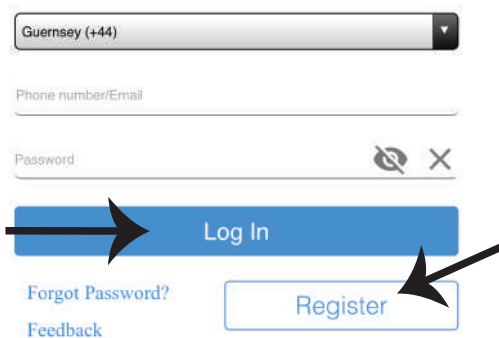 Guernsey (+44)
Phone number/Email
Password
Log In
Forgot Password?
Register
Feedback